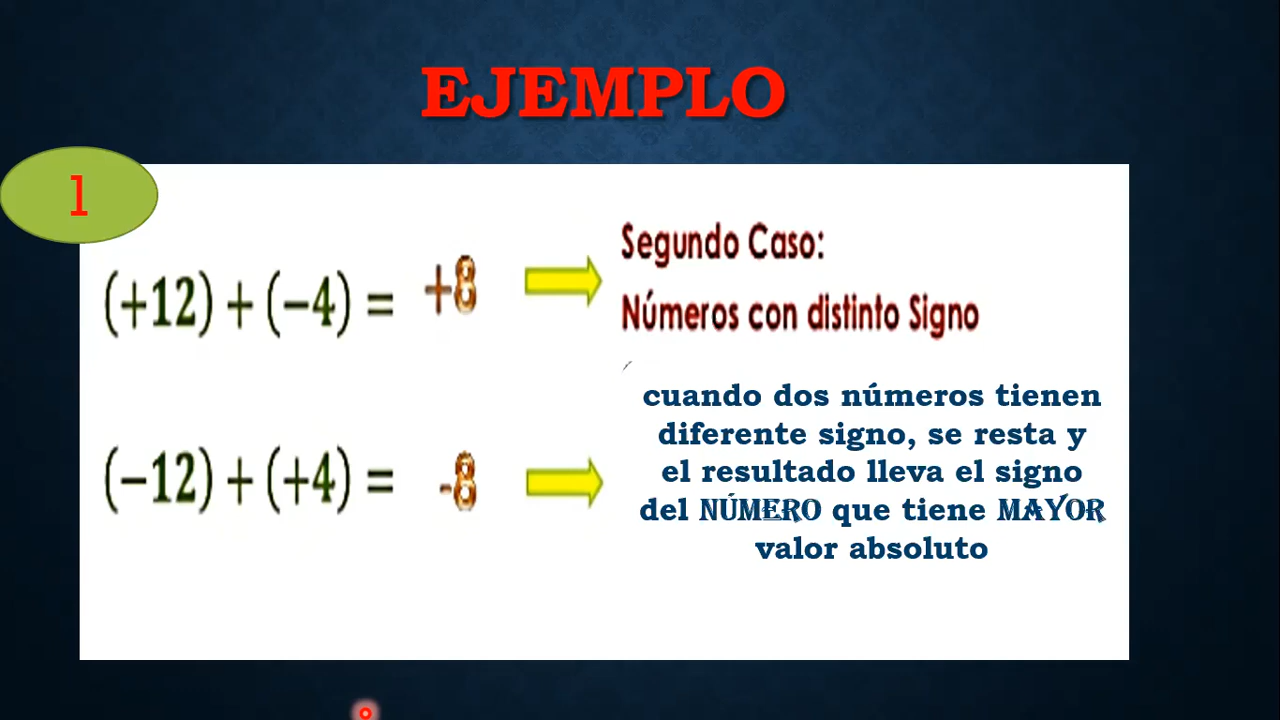 EJEMPLO
1
(+12) + (−4) = +8
Segundo Caso:
Números con distinto Signo
cuando dos números tienen
diferente signo, se resta y
el resultado lleva el signo
del NÚMERO que tiene MAYOR
valor absoluto
(−12) + (+4) = -8